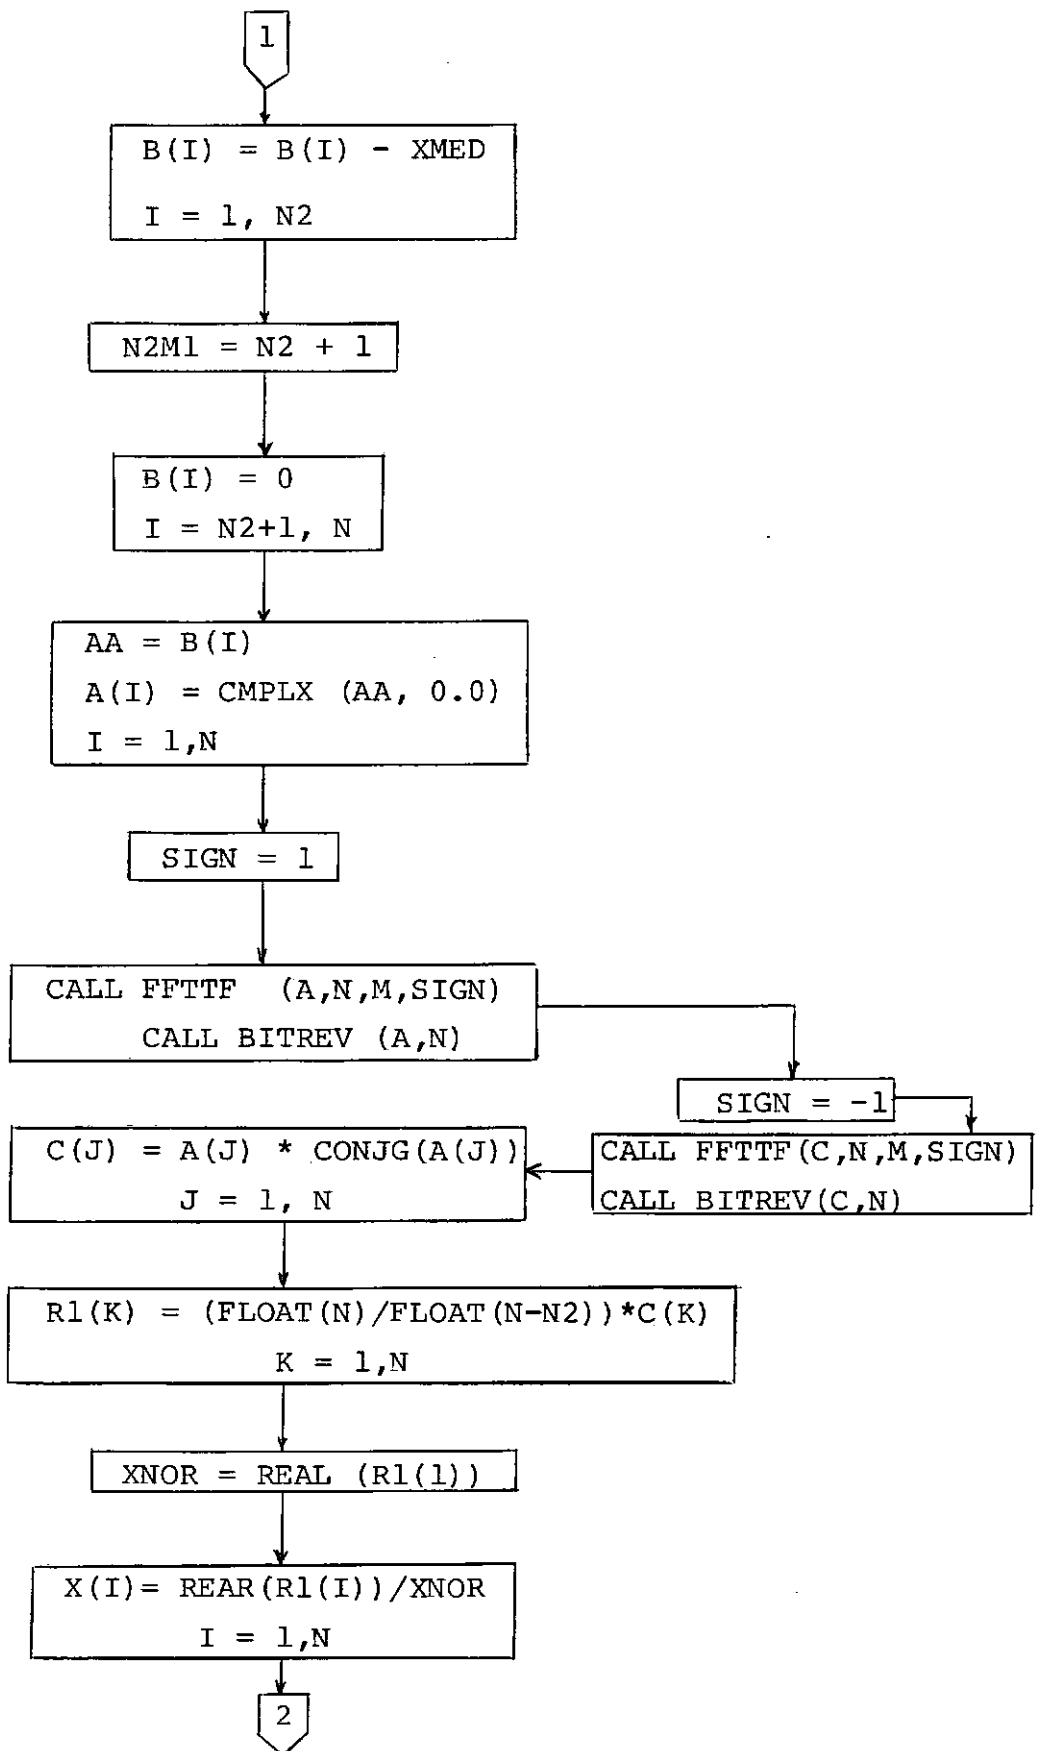 1
B(I) = B(I) - XMED
I = 1, N2
N2M1 = N2 + 1
B(I) = 0
I = N2+1, N
AA = B(I)
A(I) = CMPLX (AA, 0.0)
I = 1,N
SIGN = 1
CALL FFTTF (A,N,M,SIGN)
CALL BITREV (A,N)
SIGN = -1
CALL FFTTF(C,N,M,SIGN)
CALL BITREV(C,N)
C(J) = A(J) * CONJG(A(J))
J = 1, N
R1(K) = (FLOAT(N)/FLOAT(N-N2))*C(K)
K = 1,N
XNOR = REAL (R1(1))
X(I)= REAR(R1(I))/XNOR
I = 1,N
2